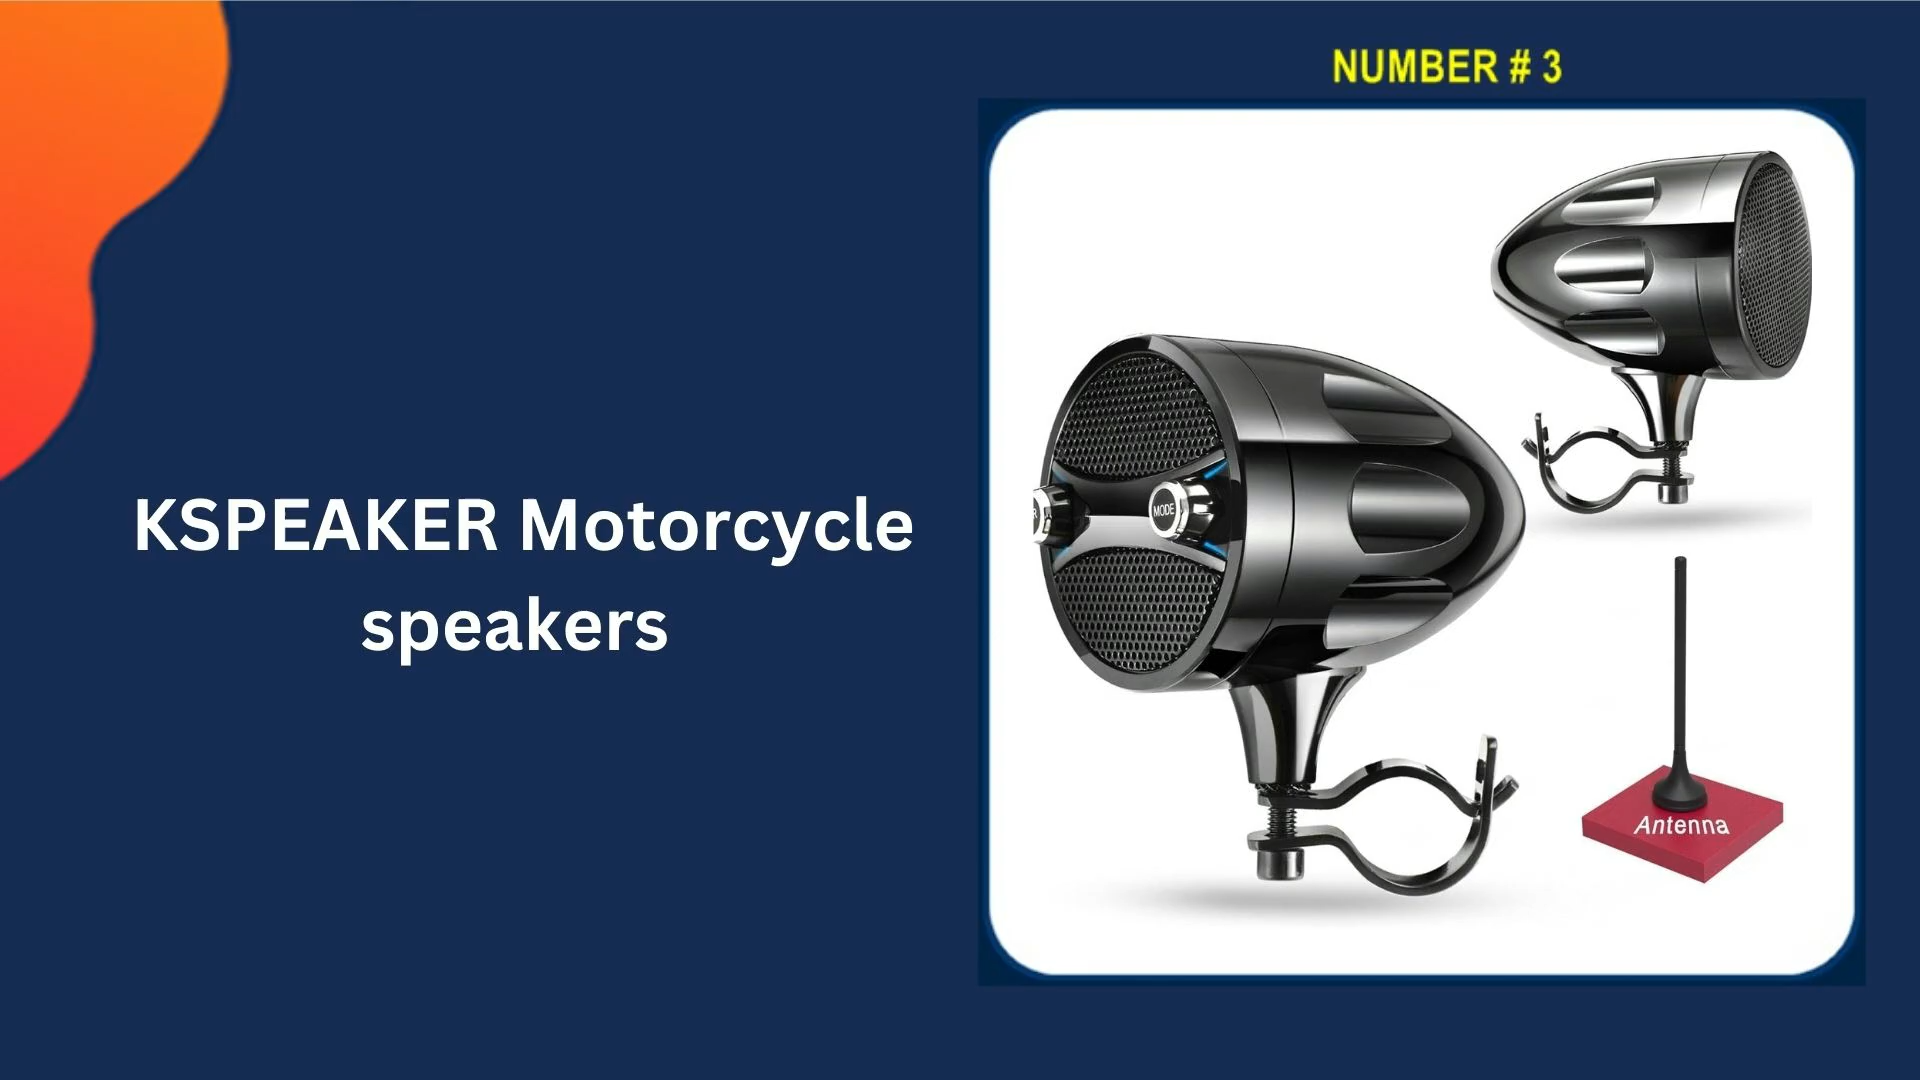 NUMBER # 3
KSPEAKER Motorcycle
speakers
MODE
Antenna